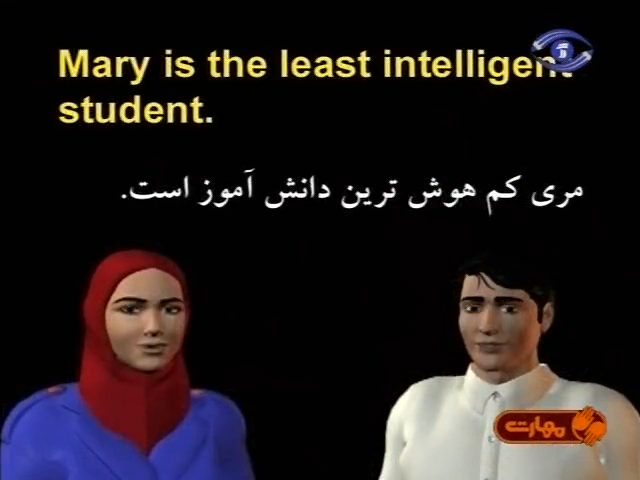 Mary is the least intelligent
student.
مری کم هوش ترین دانش آموز است.
مهارت